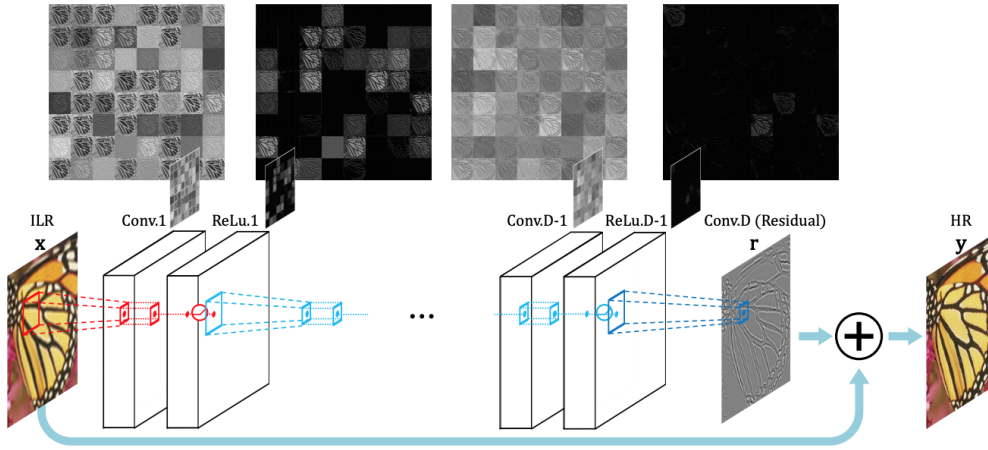 ILR
x
Conv.1
ReLu.1
...
Conv.D-1
ReLu.D-1
Conv.D (Residual)
r
HR
y